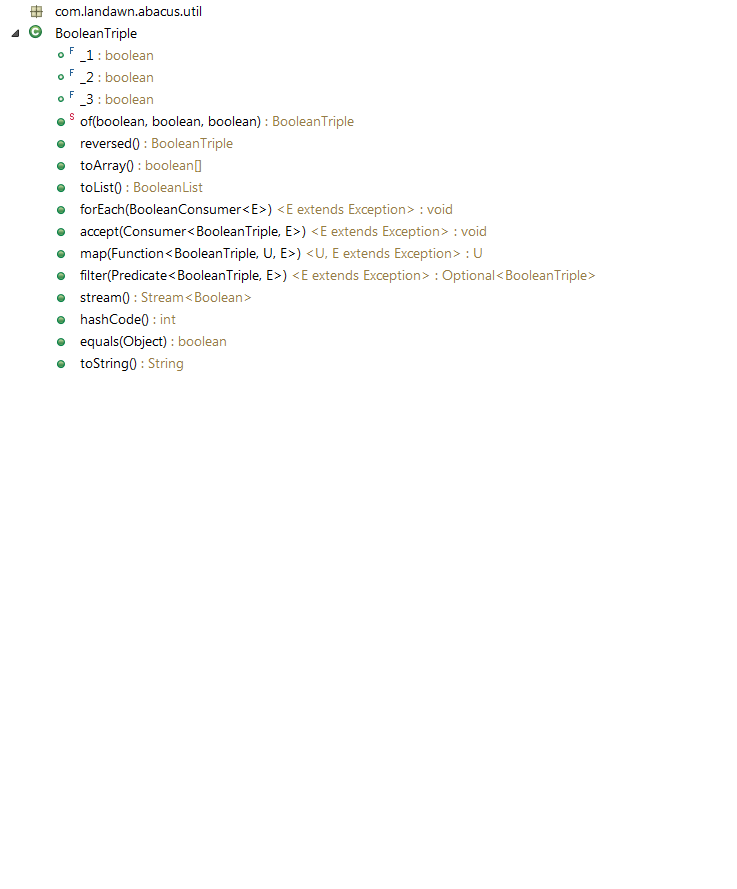 com.landawn.abacus.util
BooleanTriple
F _1 : boolean
F _2 : boolean
F _3 : boolean
S of(boolean, boolean, boolean) : BooleanTriple
reversed() : BooleanTriple
toArray() : boolean[]
toList() : BooleanList
forEach(BooleanConsumer<E>) <E extends Exception> : void
accept(Consumer<BooleanTriple, E>) <E extends Exception> : void
map(Function<BooleanTriple, U, E>) <U, E extends Exception> : U
filter(Predicate<BooleanTriple, E>) <E extends Exception> : Optional<BooleanTriple>
stream() : Stream<Boolean>
hashCode() : int
equals(Object) : boolean
toString() : String